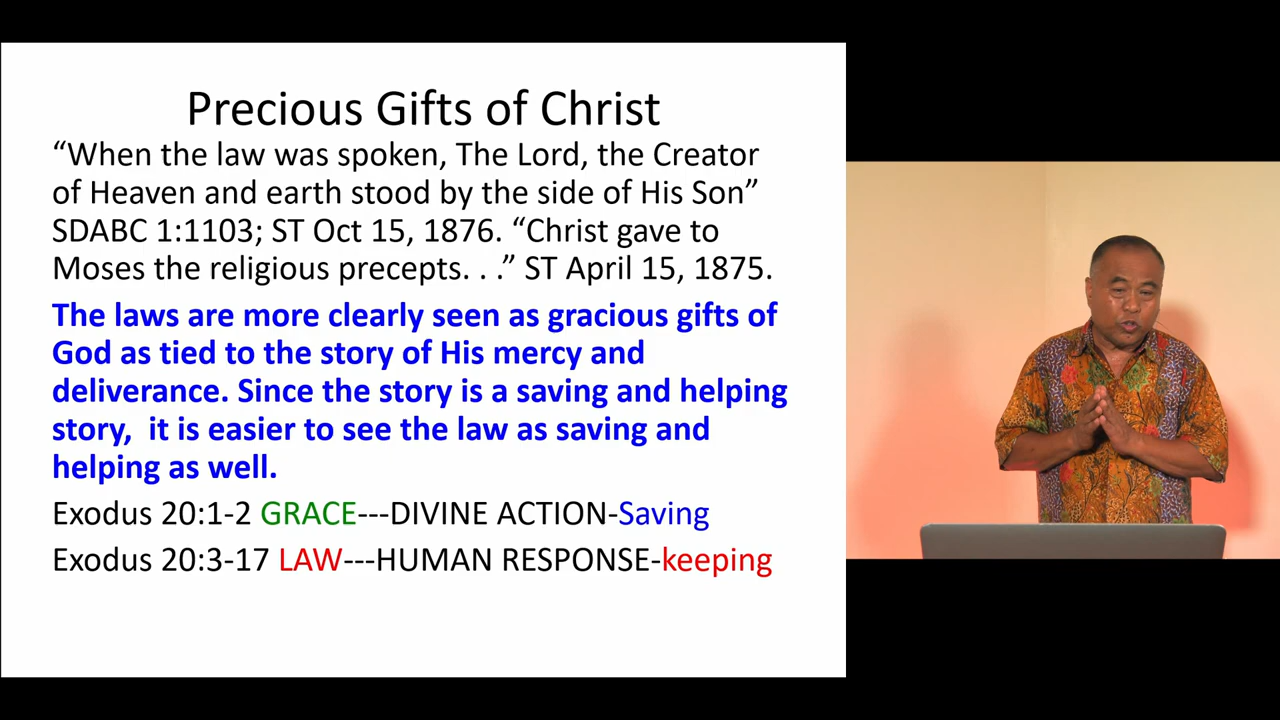 Precious Gifts of Christ
“When the law was spoken, The Lord, the Creator
of Heaven and earth stood by the side of His Son”
SDABC 1:1103; ST Oct 15, 1876. “Christ gave to
Moses the religious precepts. . .” ST April 15, 1875.
The laws are more clearly seen as gracious gifts of
God as tied to the story of His mercy and
deliverance. Since the story is a saving and helping
story,  it is easier to see the law as saving and
helping as well.
Exodus 20:1-2 GRACE---DIVINE ACTION-Saving
Exodus 20:3-17 LAW---HUMAN RESPONSE-keeping